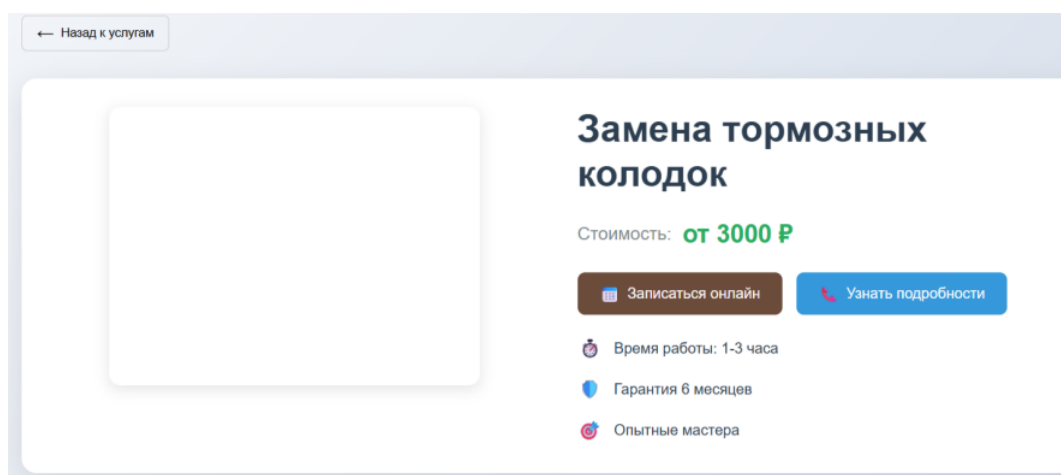 ← Назад к услугам
Замена тормозных
колодок
Стоимость: от 3000 ₽
Записаться онлайн
Узнать подробности
Время работы: 1-3 часа
Гарантия 6 месяцев
Опытные мастера